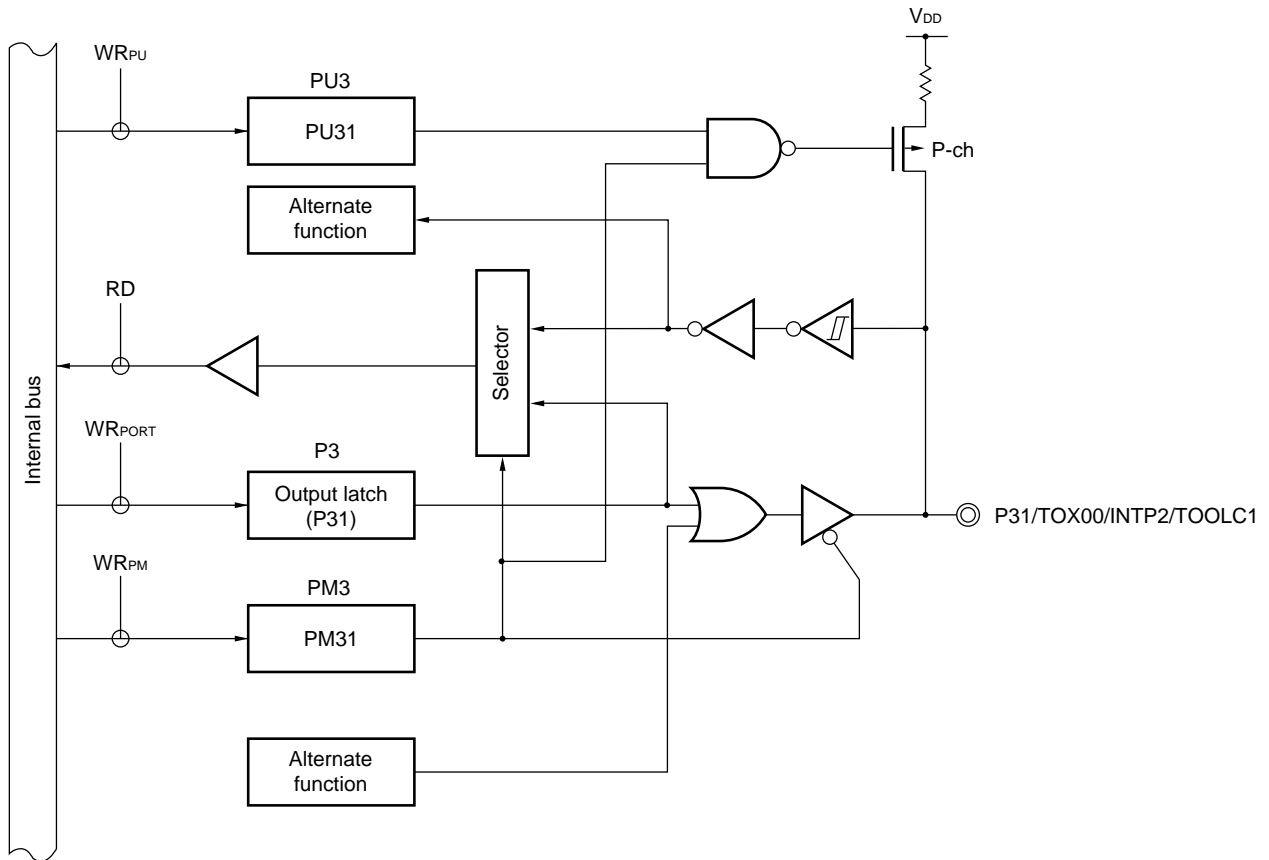 VDD
WRPU
PU3
PU31
P-ch
Alternate
function
RD
Selector
Internal bus
WRPORT
P3
Output latch
(P31)
P31/TOX00/INTP2/TOOLC1
WRPM
PM3
PM31
Alternate
function